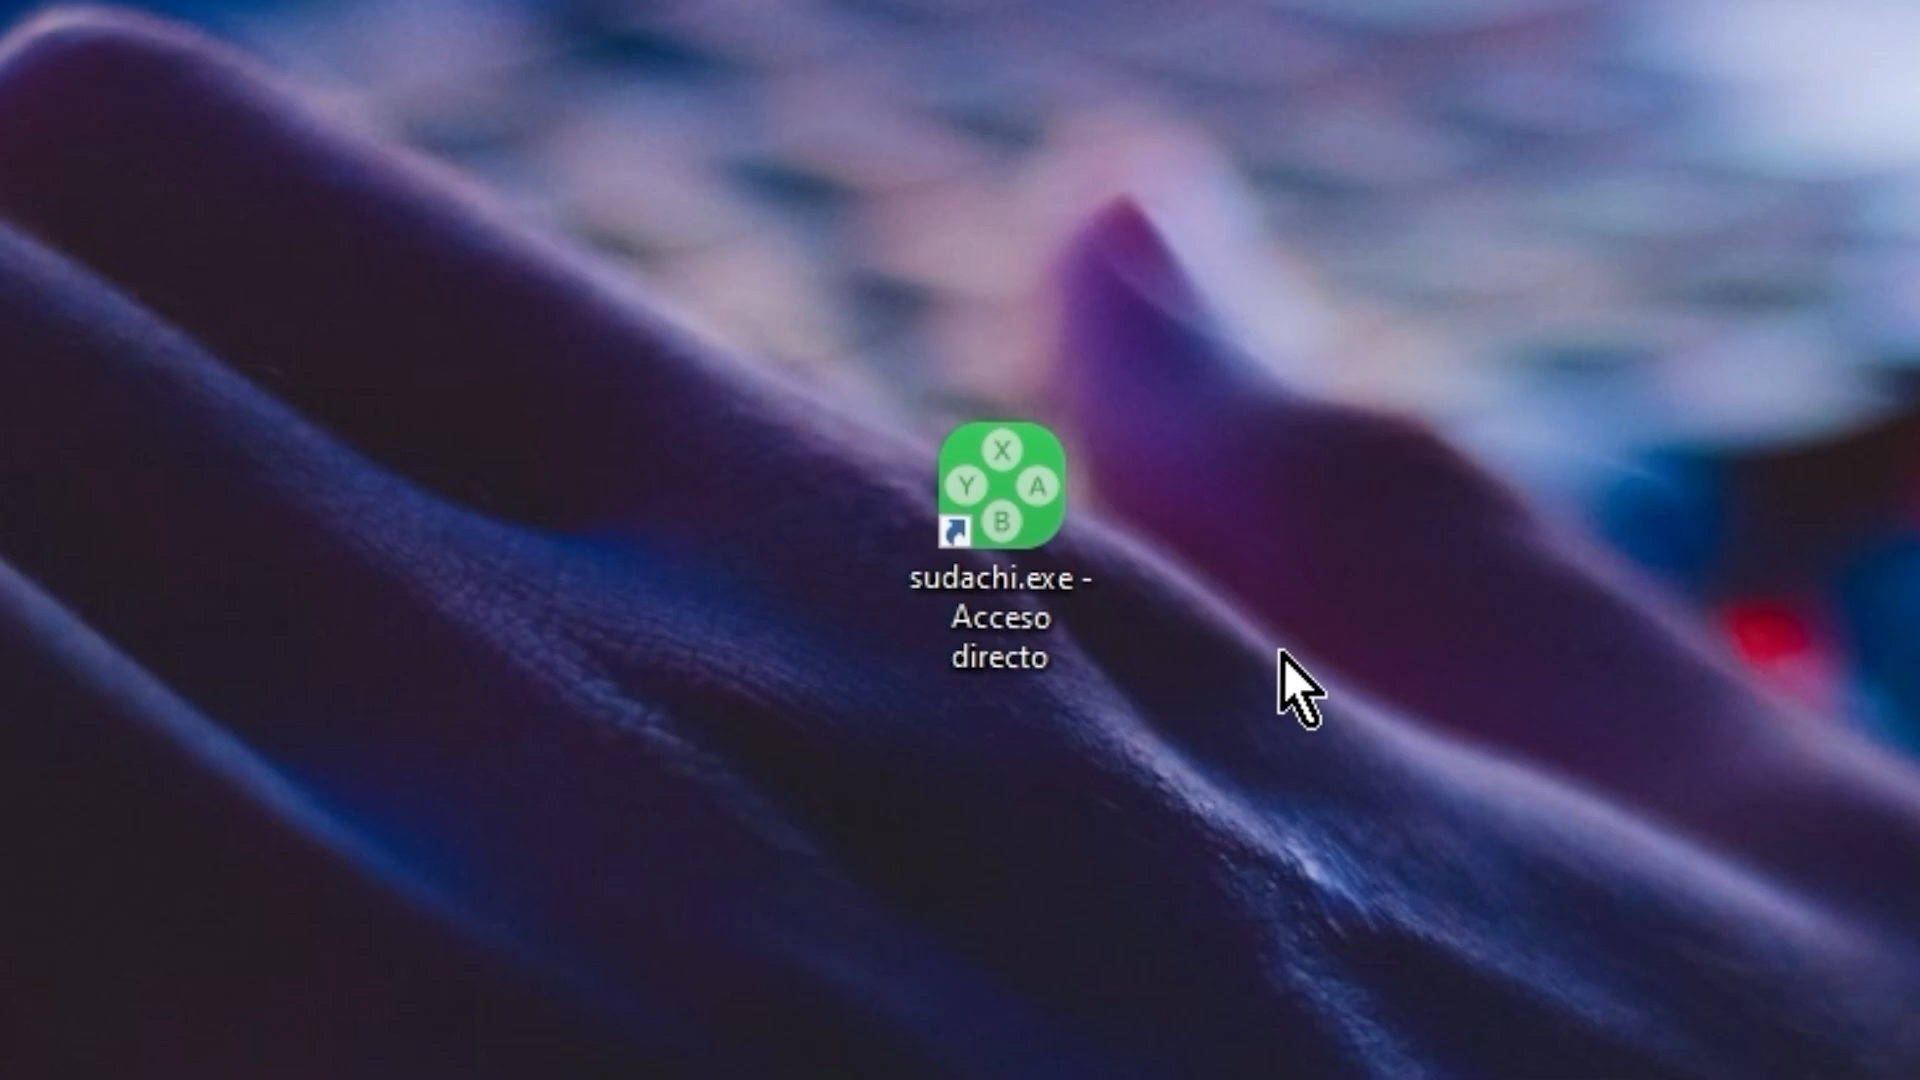 X
Y A
B
sudachi.exe -
Acceso
directo